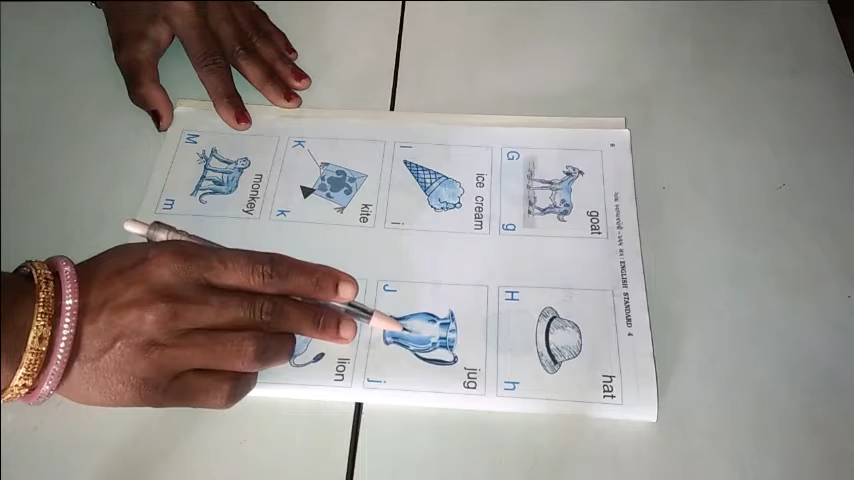 ENGLISH STANDARD 4
goat
G g
hat
H h
ice cream
I i
jug
J j
kite
K k
lion
monkey
M m